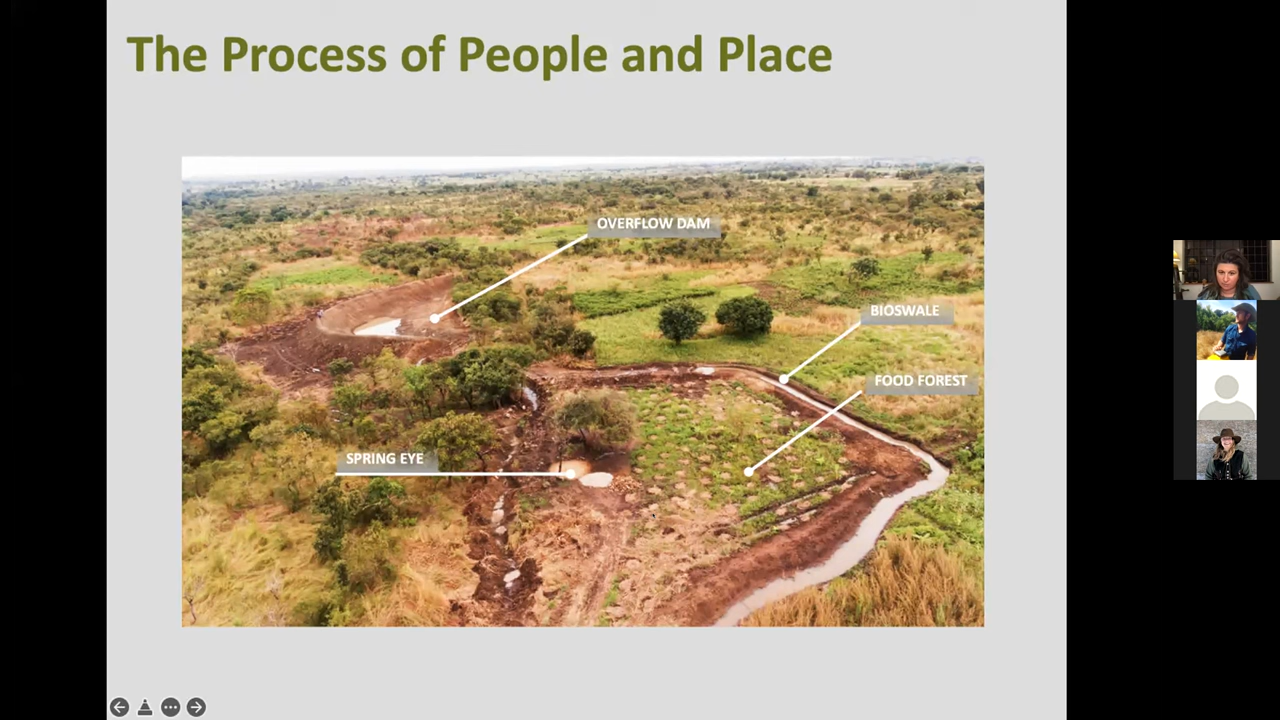 The Process of People and Place
OVERFLOW DAM
BIOSWALE
FOOD FOREST
SPRING EYE